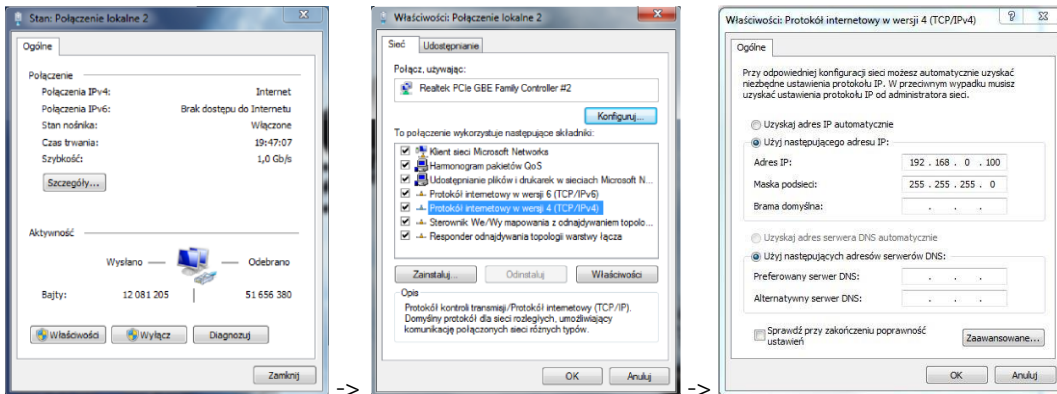 Stan: Połączenie lokalne 2
Ogólne
Połączenie
Połączenia IPv4: Internet
Połączenia IPv6: Brak dostępu do Internetu
Stan nośnika: Włączone
Czas trwania: 19:47:07
Szybkość: 1,0 Gb/s
Szczegóły...
Aktywność
Wysłano — — Odebrano
Bajty: 12 081 205 | 51 656 380
Właściwości Wyłącz Diagnozuj
Zamknij
->
Właściwości: Połączenie lokalne 2
Sieć Udostępnianie
Połącz, używając:
Realtek PCIe GBE Family Controller #2
Konfiguruj...
To połączenie wykorzystuje następujące składniki:
Klient sieci Microsoft Networks
Harmonogram pakietów QoS
Udostępnianie plików i drukarek w sieciach Microsoft N...
Protokół internetowy w wersji 6 (TCP/IPv6)
Protokół internetowy w wersji 4 (TCP/IPv4)
Sterownik We/Wy mapowania z odnajdywaniem topolo...
Responder odnajdywania topologii warstwy łącza
Zainstaluj... Odinstaluj Właściwości
Opis
Protokół kontroli transmisji/Protokół internetowy (TCP/IP).
Domyślny protokół dla sieci rozległych, umożliwiający
komunikację połączonych sieci różnych typów.
OK Anuluj
->
Właściwości: Protokół internetowy w wersji 4 (TCP/IPv4)
Ogólne
Przy odpowiedniej konfiguracji sieci możesz automatycznie uzyskać
niezbędne ustawienia protokołu IP. W przeciwnym wypadku musisz
uzyskać ustawienia protokołu IP od administratora sieci.
Uzyskaj adres IP automatycznie
Użyj następującego adresu IP:
Adres IP: 192 . 168 . 0 . 100
Maska podsieci: 255 . 255 . 255 . 0
Brama domyślna: . . .
Uzyskaj adres serwera DNS automatycznie
Użyj następujących adresów serwerów DNS:
Preferowany serwer DNS: . . .
Alternatywny serwer DNS: . . .
Sprawdź przy zakończeniu poprawność
ustawień
Zaawansowane...
OK Anuluj